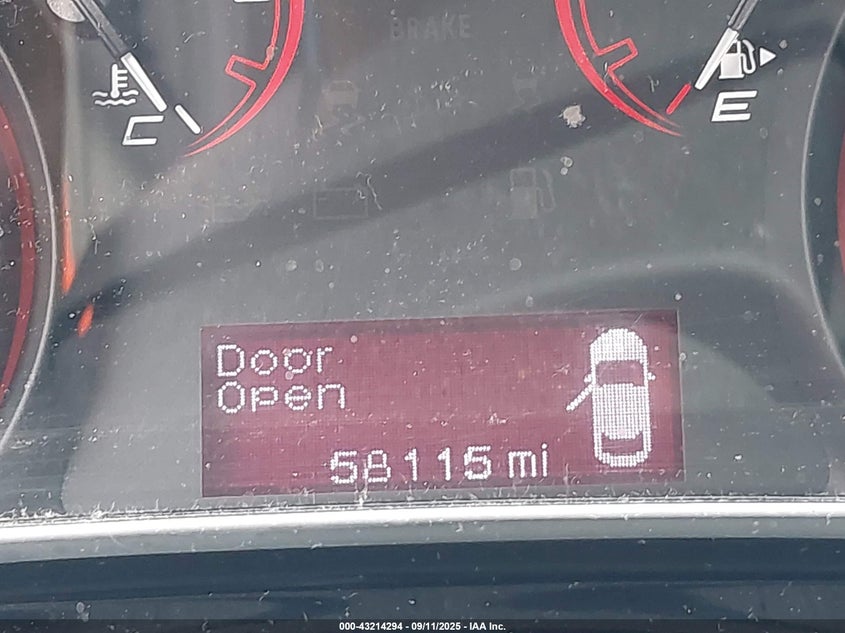 BRAKE
C
E
Door
Open
58115 mi
000-43214294 - 09/11/2025 - IAA Inc.